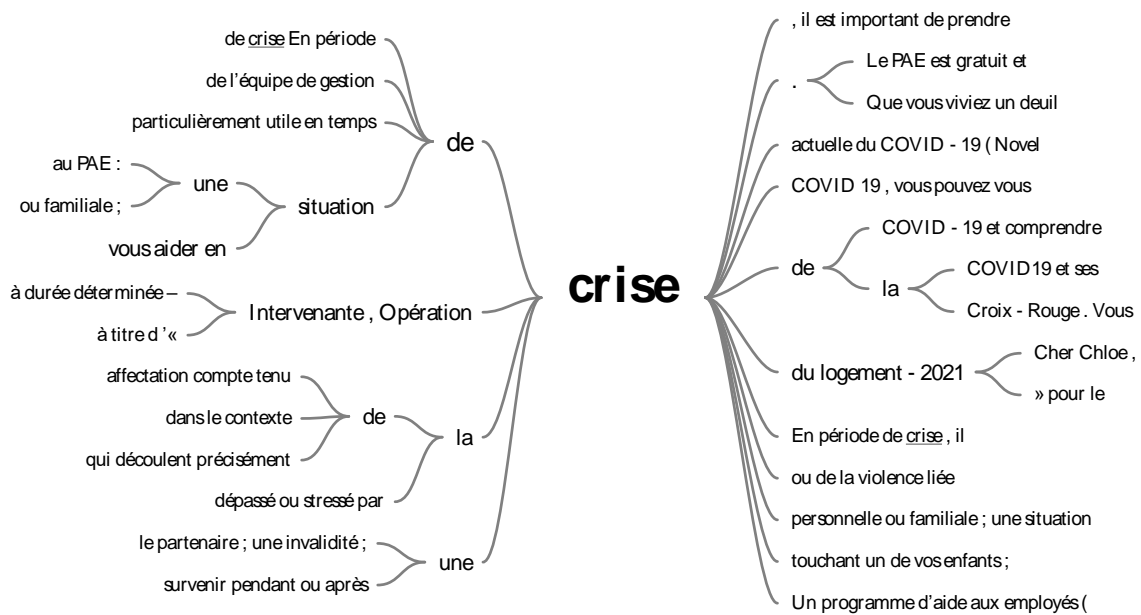 de crise En période
de l'équipe de gestion
particulièrement utile en temps
de
au PAE :
une
ou familiale ;
situation
vous aider en
à durée déterminée –
Intervenante , Opération
à titre d ’«
affectation compte tenu
dans le contexte
de
qui découlent précisément
la
dépassé ou stressé par
le partenaire ; une invalidité ;
une
survenir pendant ou après
crise
, il est important de prendre
.
Le PAE est gratuit et
Que vous viviez un deuil
actuelle du COVID - 19 ( Novel
COVID 19 , vous pouvez vous
de
COVID - 19 et comprendre
la
COVID19 et ses
Croix - Rouge . Vous
du logement - 2021
Cher Chloe ,
» pour le
En période de crise , il
ou de la violence liée
personnelle ou familiale ; une situation
touchant un de vos enfants ;
Un programme d’aide aux employés (